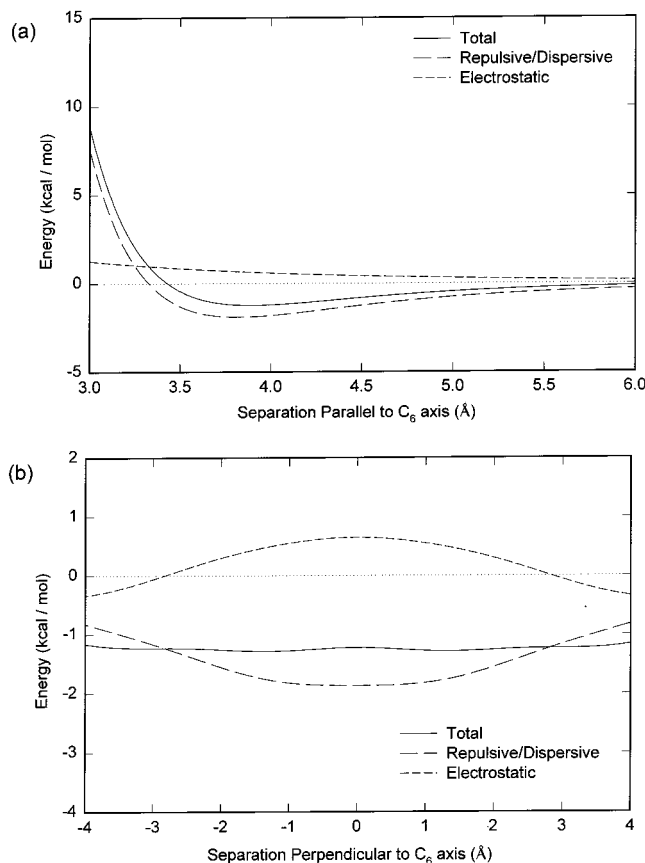 (a)
15
10
5
0
-5
Energy (kcal / mol)
Total
Repulsive/Dispersive
Electrostatic
3.0 3.5 4.0 4.5 5.0 5.5 6.0
Separation Parallel to C6 axis (Å)
(b)
2
1
0
-1
-2
-3
-4
Energy (kcal / mol)
Total
Repulsive/Dispersive
Electrostatic
-4 -3 -2 -1 0 1 2 3 4
Separation Perpendicular to C6 axis (Å)